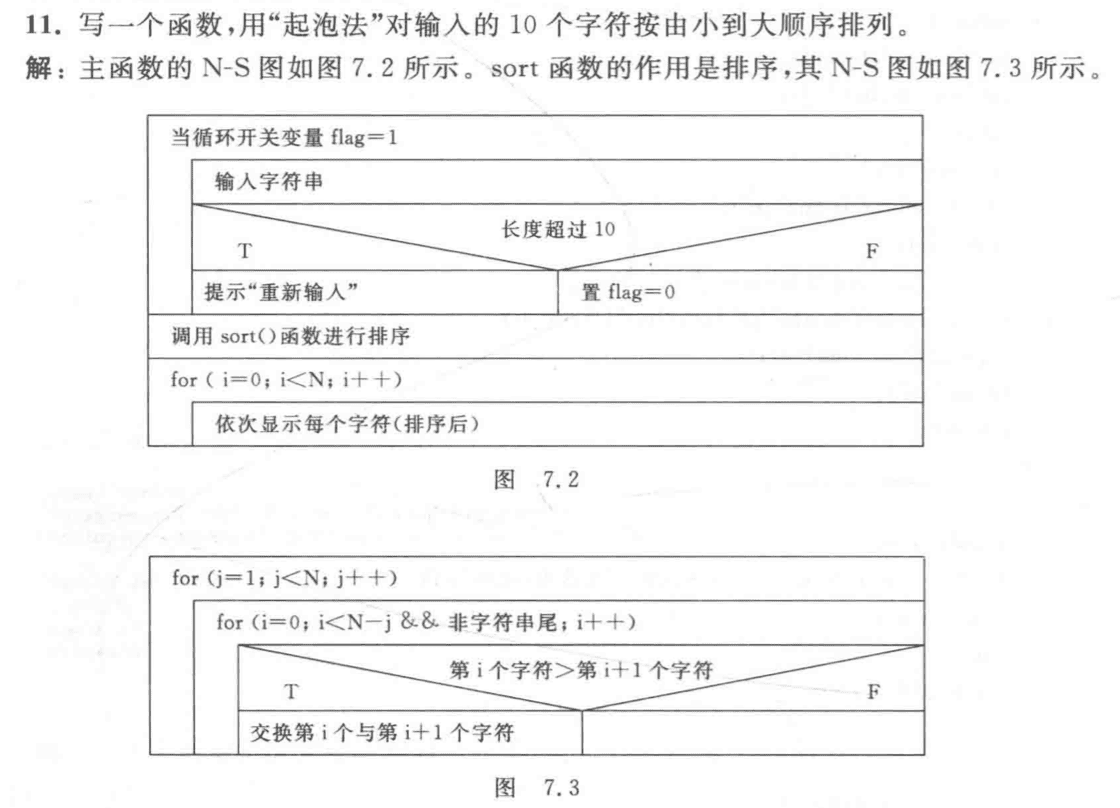 11. 写一个函数,用“起泡法”对输入的 10 个字符按由小到大顺序排列。
解:主函数的 N-S 图如图 7.2 所示。sort 函数的作用是排序,其 N-S 图如图 7.3 所示。
当循环开关变量 flag=1
输入字符串
长度超过 10
T F
提示“重新输入” 置 flag=0
调用 sort()函数进行排序
for ( i=0; i<N; i++)
依次显示每个字符(排序后)
图 7.2
for (j=1; j<N; j++)
for (i=0; i<N-j && 非字符串尾; i++)
第 i 个字符>第 i+1 个字符
T F
交换第 i 个与第 i+1 个字符
图 7.3